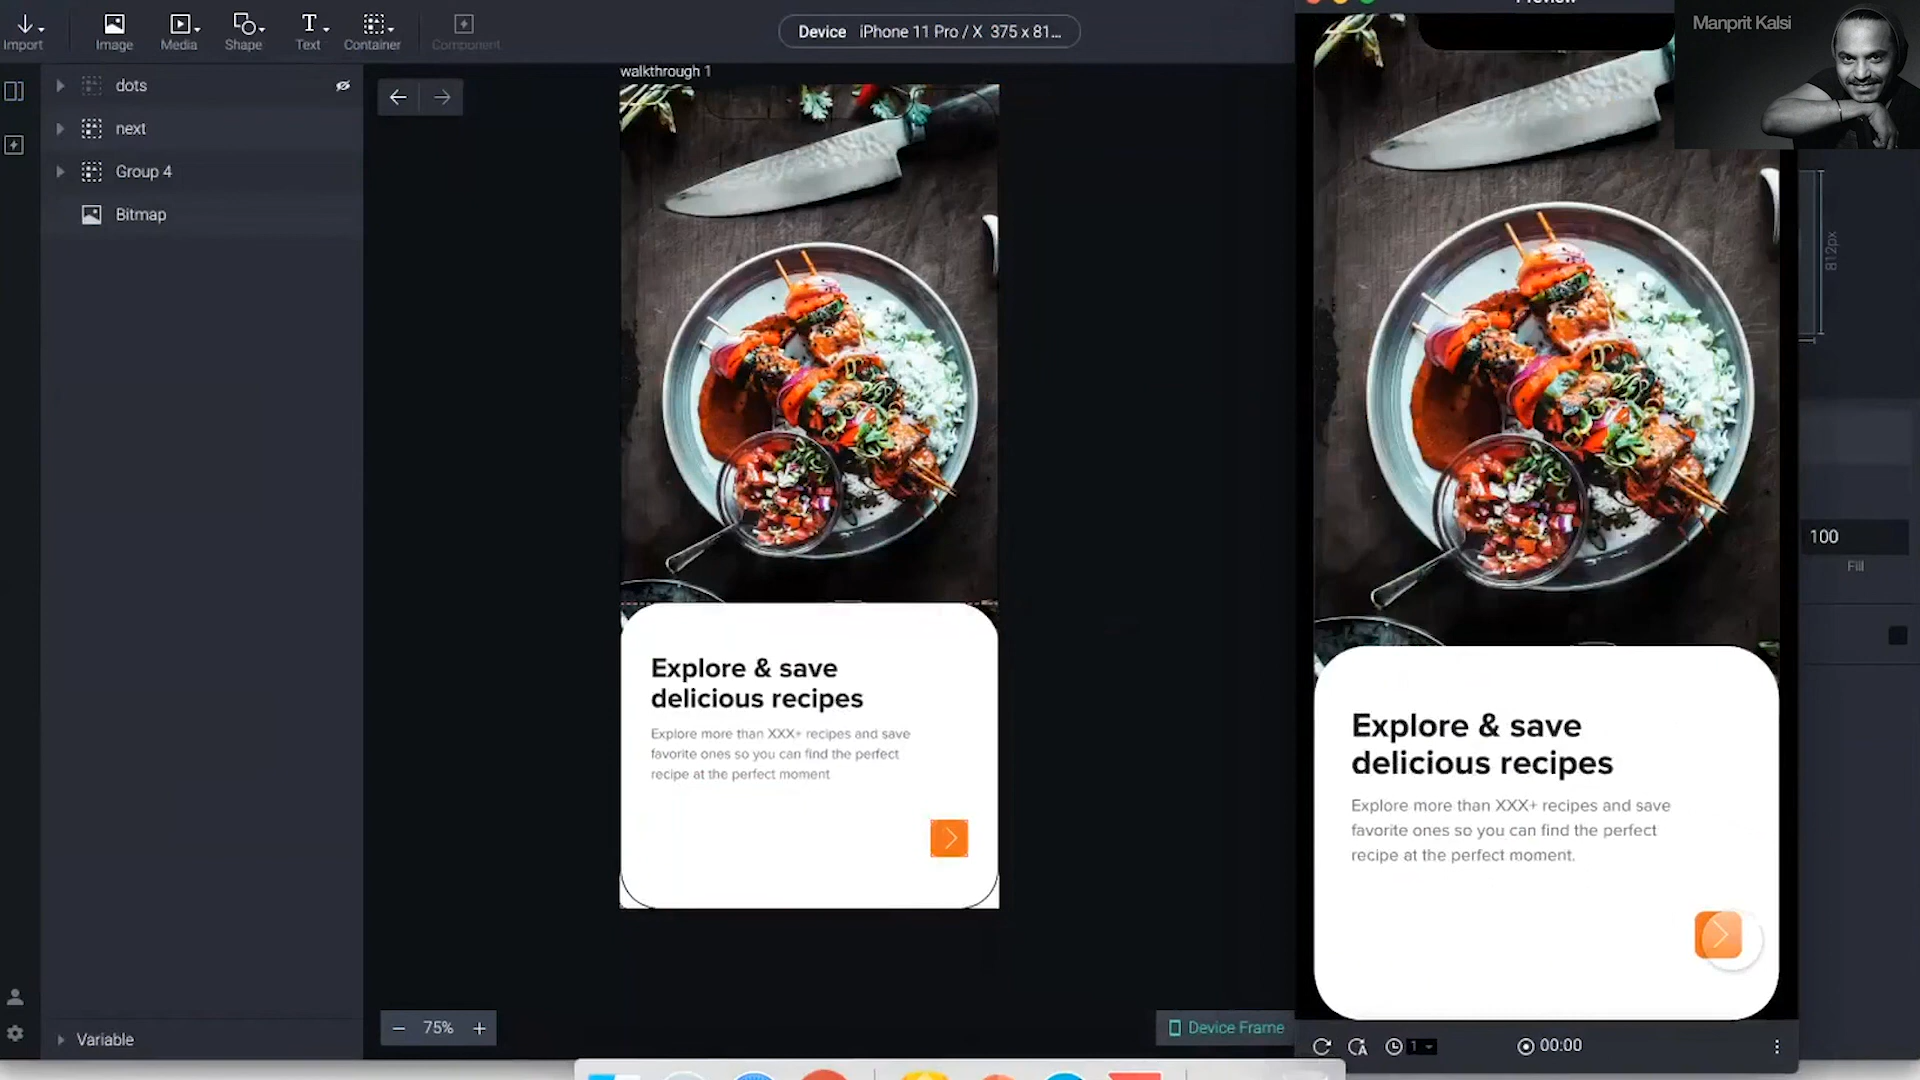 Import
Image
Media
Shape
Text
Container
Component
Device iPhone 11 Pro / X 375 x 81...
Preview
Manprit Kalsi
walkthrough 1
dots
next
Group 4
Bitmap
812px
100
Fill
Explore & save
delicious recipes
Explore more than XXX+ recipes and save
favorite ones so you can find the perfect
recipe at the perfect moment
Explore & save
delicious recipes
Explore more than XXX+ recipes and save
favorite ones so you can find the perfect
recipe at the perfect moment.
Variable
75%
Device Frame
1
00:00